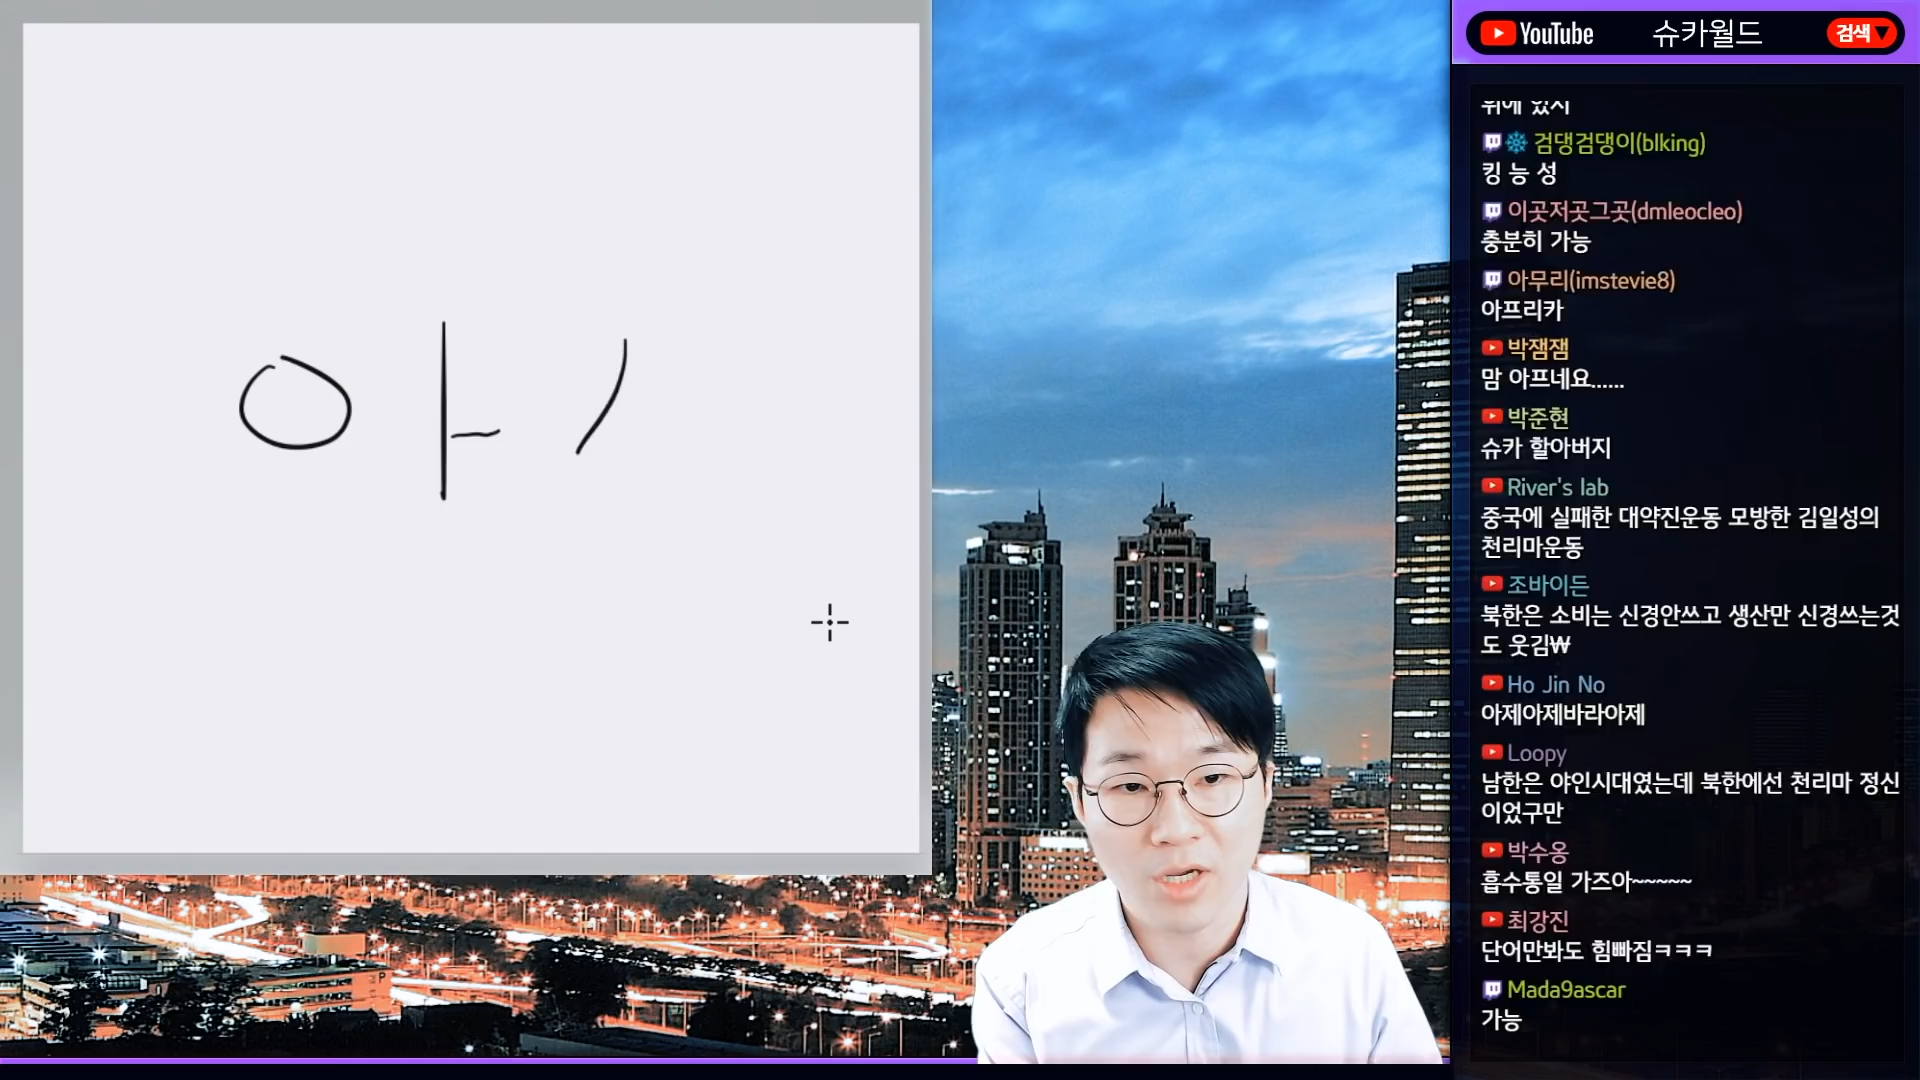 아
YouTube 슈카월드 검색▼
위에 있지
검댕검댕이(blking)
킹 능 성
이곳저곳그곳(dmleocleo)
충분히 가능
아무리(imstevie8)
아프리카
박잼잼
맘 아프네요......
박준현
슈카 할아버지
River's lab
중국에 실패한 대약진운동 모방한 김일성의
천리마운동
조바이든
북한은 소비는 신경안쓰고 생산만 신경쓰는것
도 웃김₩
Ho Jin No
아제아제바라아제
Loopy
남한은 야인시대였는데 북한에선 천리마 정신
이었구만
박수옹
흡수통일 가즈아~~~~~
최강진
단어만봐도 힘빠짐ㅋㅋㅋ
Mada9ascar
가능